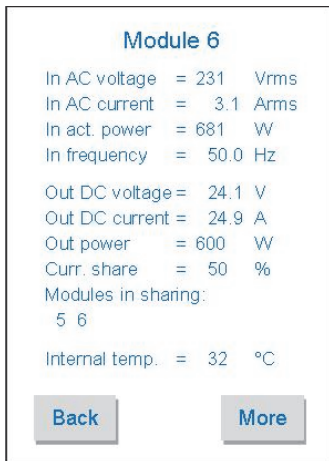 Module 6
In AC voltage = 231 Vrms
In AC current = 3.1 Arms
In act. power = 681 W
In frequency = 50.0 Hz
Out DC voltage = 24.1 V
Out DC current = 24.9 A
Out power = 600 W
Curr. share = 50 %
Modules in sharing:
5 6
Internal temp. = 32 °C
Back More